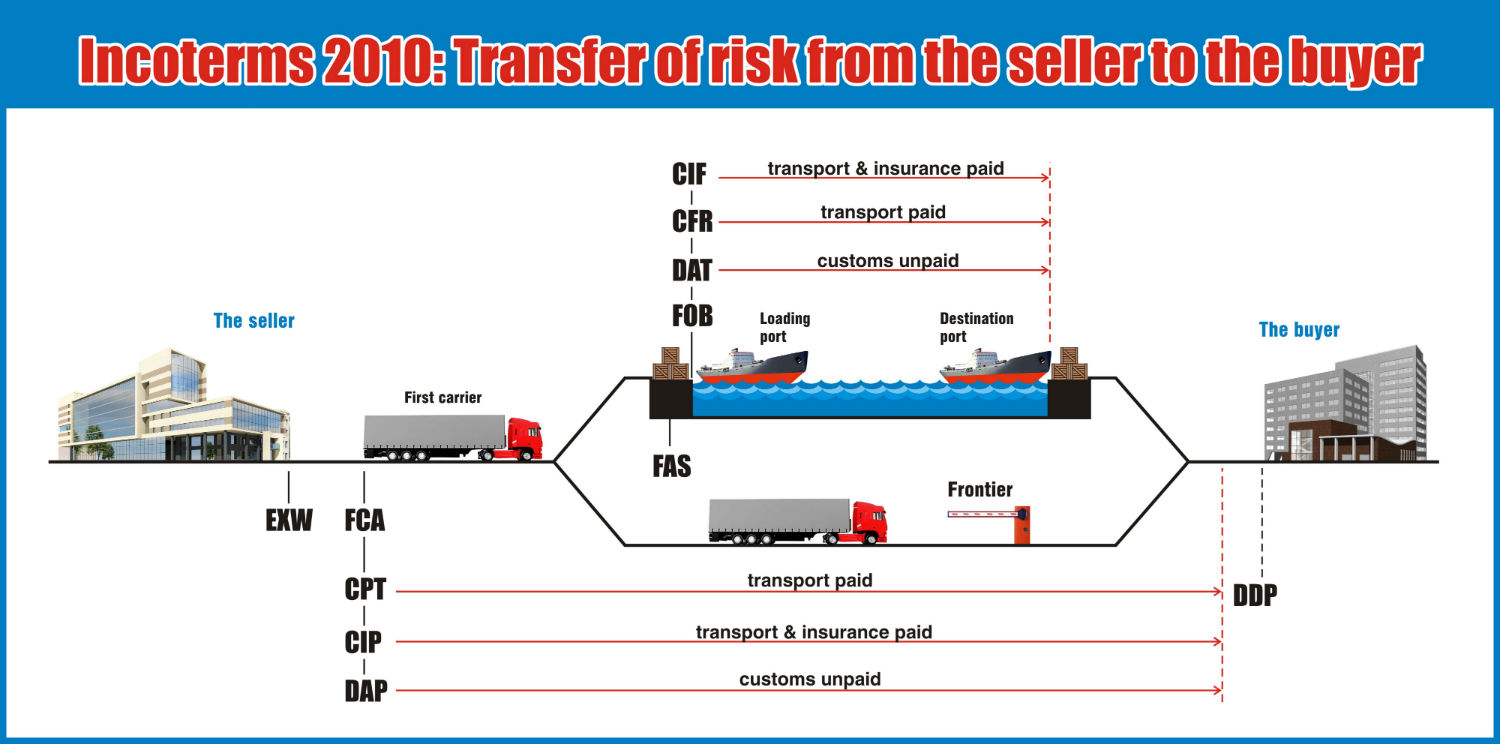 Incoterms 2010: Transfer of risk from the seller to the buyer
CIF
transport & insurance paid
CFR
transport paid
DAT
customs unpaid
FOB
Loading
port
Destination
port
The seller
The buyer
First carrier
FAS
Frontier
EXW
FCA
CPT
transport paid
DDP
CIP
transport & insurance paid
DAP
customs unpaid